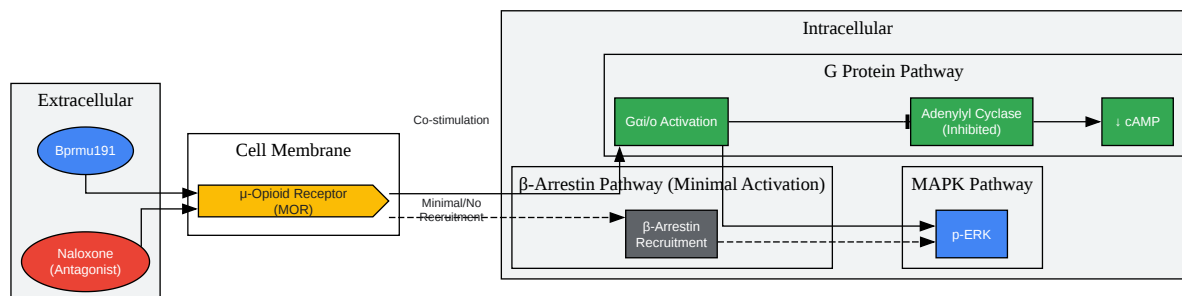 Extracellular
Bprmu191
Naloxone
(Antagonist)
Cell Membrane
μ-Opioid Receptor
(MOR)
Co-stimulation
Minimal/No
Recruitment
Intracellular
G Protein Pathway
Gαi/o Activation
Adenylyl Cyclase
(Inhibited)
↓ cAMP
β-Arrestin Pathway (Minimal Activation)
β-Arrestin
Recruitment
MAPK Pathway
p-ERK